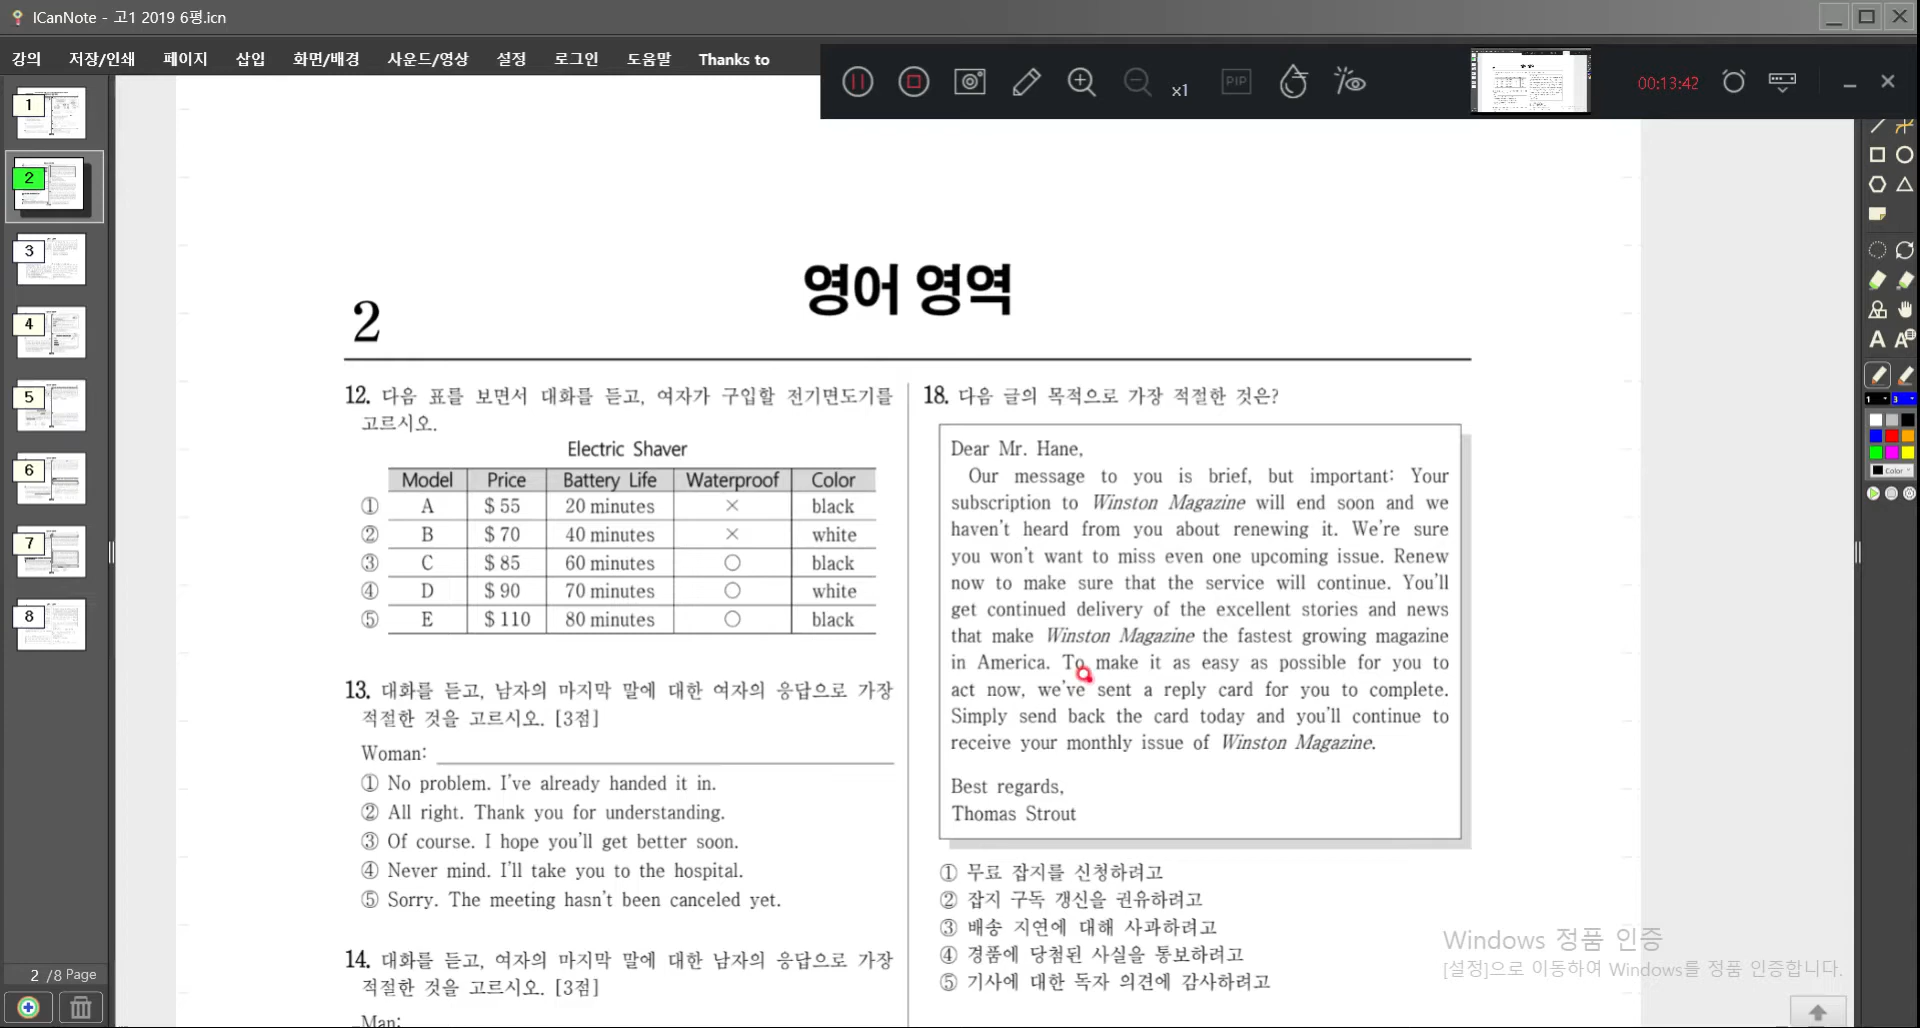 ICanNote - 고1 2019 6평.icn
강의 저장/인쇄 페이지 삽입 화면/배경 사운드/영상 설정 로그인 도움말 Thanks to
x1 PIP 00:13:42
1
2
3
4
5
6
7
8
2 /8 Page
영어 영역
2
12. 다음 표를 보면서 대화를 듣고, 여자가 구입할 전기면도기를
고르시오.
Electric Shaver
Model Price Battery Life Waterproof Color
① A $ 55 20 minutes × black
② B $ 70 40 minutes × white
③ C $ 85 60 minutes ○ black
④ D $ 90 70 minutes ○ white
⑤ E $ 110 80 minutes ○ black
13. 대화를 듣고, 남자의 마지막 말에 대한 여자의 응답으로 가장
적절한 것을 고르시오. [3점]
Woman:
① No problem. I've already handed it in.
② All right. Thank you for understanding.
③ Of course. I hope you'll get better soon.
④ Never mind. I'll take you to the hospital.
⑤ Sorry. The meeting hasn't been canceled yet.
14. 대화를 듣고, 여자의 마지막 말에 대한 남자의 응답으로 가장
적절한 것을 고르시오. [3점]
Man:
18. 다음 글의 목적으로 가장 적절한 것은?
Dear Mr. Hane,
Our message to you is brief, but important: Your
subscription to Winston Magazine will end soon and we
haven't heard from you about renewing it. We're sure
you won't want to miss even one upcoming issue. Renew
now to make sure that the service will continue. You'll
get continued delivery of the excellent stories and news
that make Winston Magazine the fastest growing magazine
in America. To make it as easy as possible for you to
act now, we've sent a reply card for you to complete.
Simply send back the card today and you'll continue to
receive your monthly issue of Winston Magazine.
Best regards,
Thomas Strout
① 무료 잡지를 신청하려고
② 잡지 구독 갱신을 권유하려고
③ 배송 지연에 대해 사과하려고
④ 경품에 당첨된 사실을 통보하려고
⑤ 기사에 대한 독자 의견에 감사하려고
Windows 정품 인증
[설정]으로 이동하여 Windows를 정품 인증합니다.
A A
1 3
Color